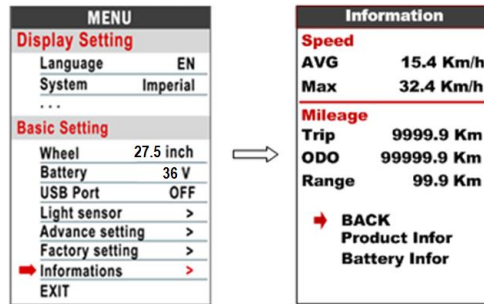 MENU
Display Setting
Language EN
System Imperial
...
Basic Setting
Wheel 27.5 inch
Battery 36 V
USB Port OFF
Light sensor >
Advance setting >
Factory setting >
Informations >
EXIT
Information
Speed
AVG 15.4 Km/h
Max 32.4 Km/h
Mileage
Trip 9999.9 Km
ODO 99999.9 Km
Range 99.9 Km
BACK
Product Infor
Battery Infor